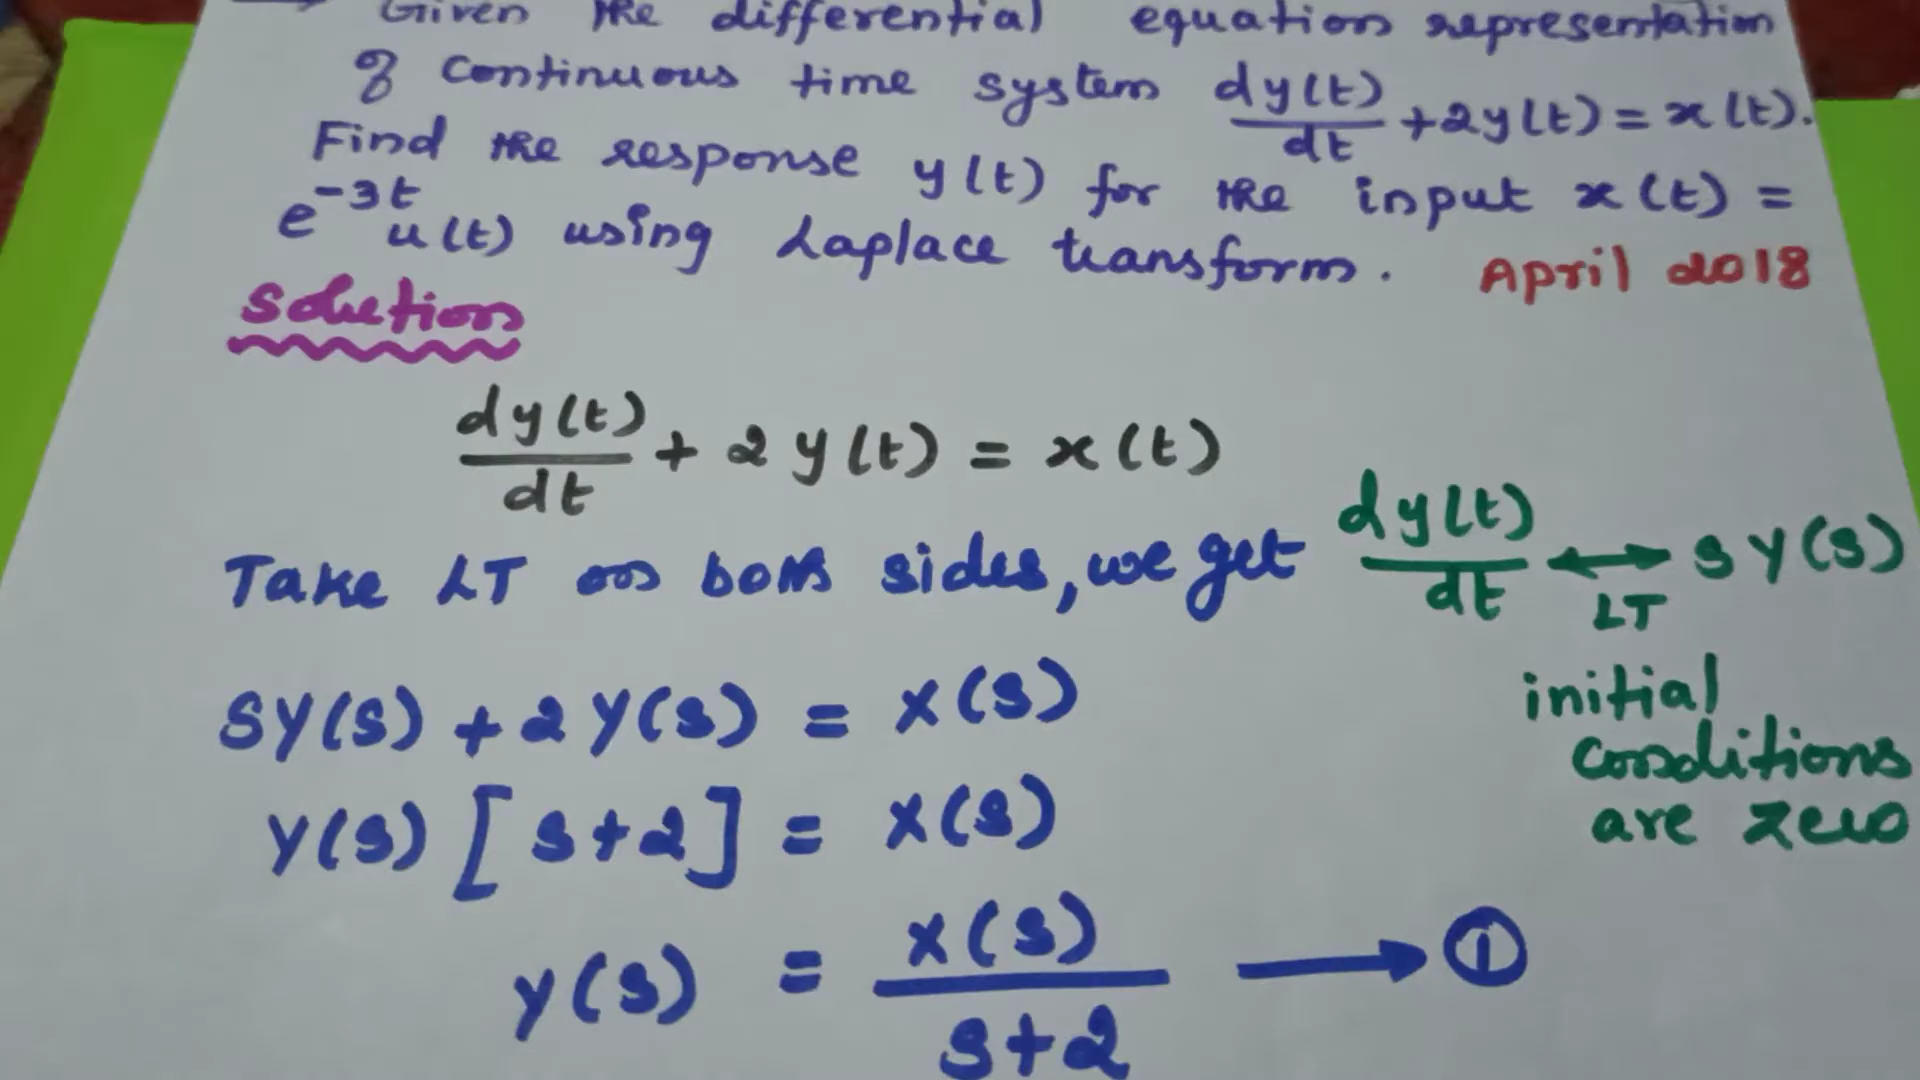 Given the differential equation representation
of continuous time system dy(t)/dt + 2y(t) = x(t).
Find the response y(t) for the input x(t) =
e^-3t u(t) using Laplace transform. April 2018
Solution
dy(t)/dt + 2 y(t) = x(t)
Take LT on both sides, we get dy(t)/dt ↔ sY(s)
LT
initial
conditions
are zero
SY(s) + 2 Y(s) = X(s)
Y(s) [s+2] = X(s)
Y(s) = X(s)/s+2 → ①